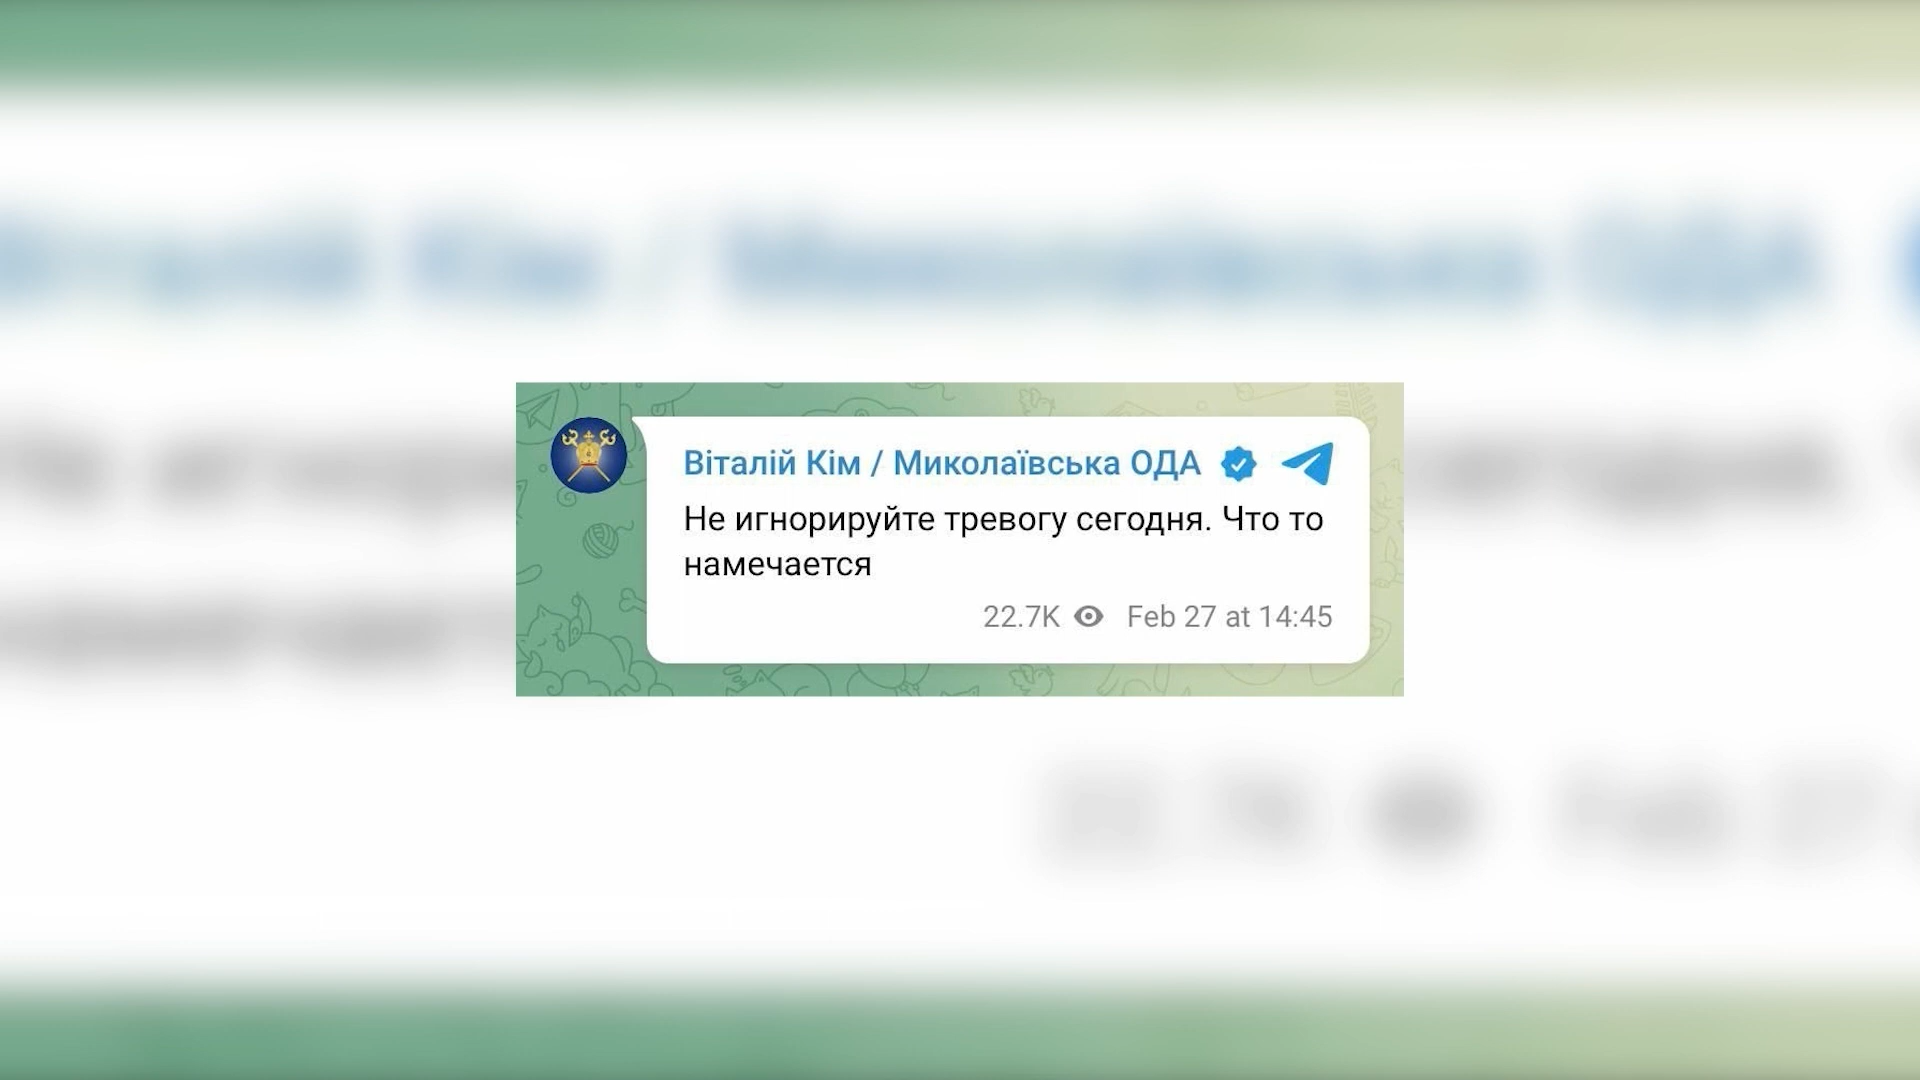 Віталій Кім / Миколаївська ОДА
Не игнорируйте тревогу сегодня. Что то
намечается
22.7K Feb 27 at 14:45